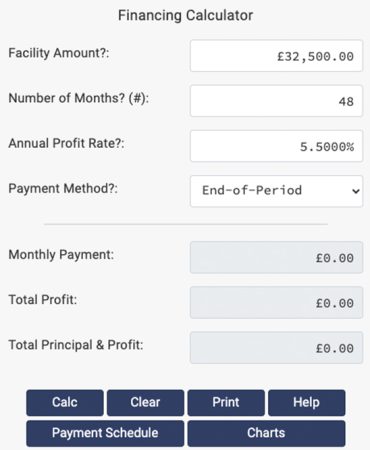 Financing Calculator
Facility Amount?: £32,500.00
Number of Months? (#): 48
Annual Profit Rate?: 5.5000%
Payment Method?: End-of-Period
Monthly Payment: £0.00
Total Profit: £0.00
Total Principal & Profit: £0.00
Calc Clear Print Help
Payment Schedule Charts